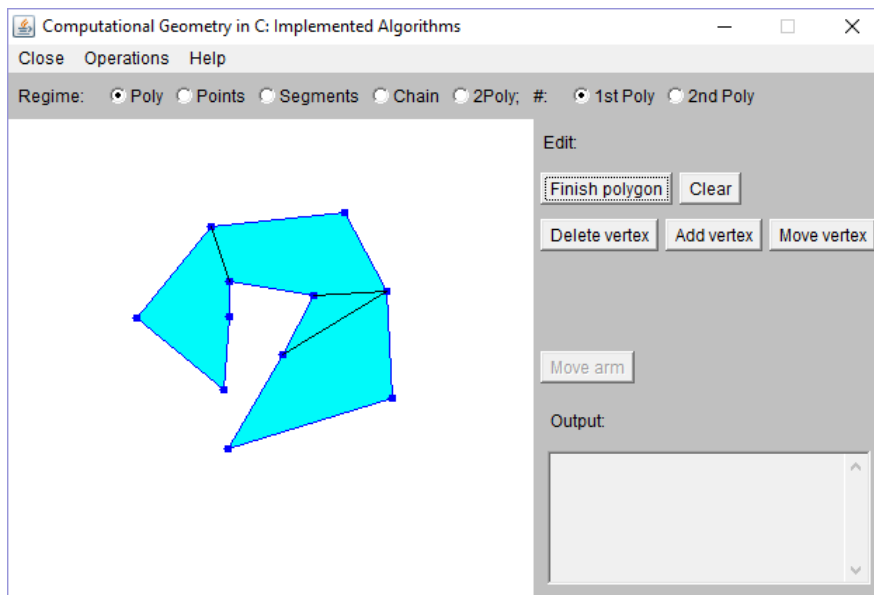 Computational Geometry in C: Implemented Algorithms
Close Operations Help
Regime: Poly Points Segments Chain 2Poly; #: 1st Poly 2nd Poly
Edit:
Finish polygon Clear
Delete vertex Add vertex Move vertex
Move arm
Output: